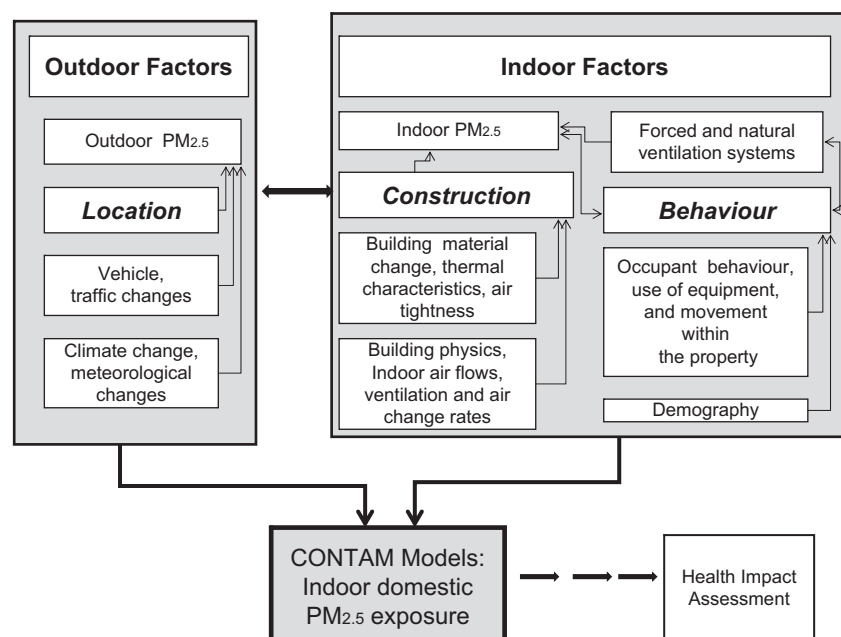 Outdoor Factors
Outdoor PM2.5
Location
Vehicle,
traffic changes
Climate change,
meteorological
changes
Indoor Factors
Indoor PM2.5
Construction
Building material
change, thermal
characteristics, air
tightness
Building physics,
Indoor air flows,
ventilation and air
change rates
Forced and natural
ventilation systems
Behaviour
Occupant behaviour,
use of equipment,
and movement
within
the property
Demography
CONTAM Models:
Indoor domestic
PM2.5 exposure
Health Impact
Assessment